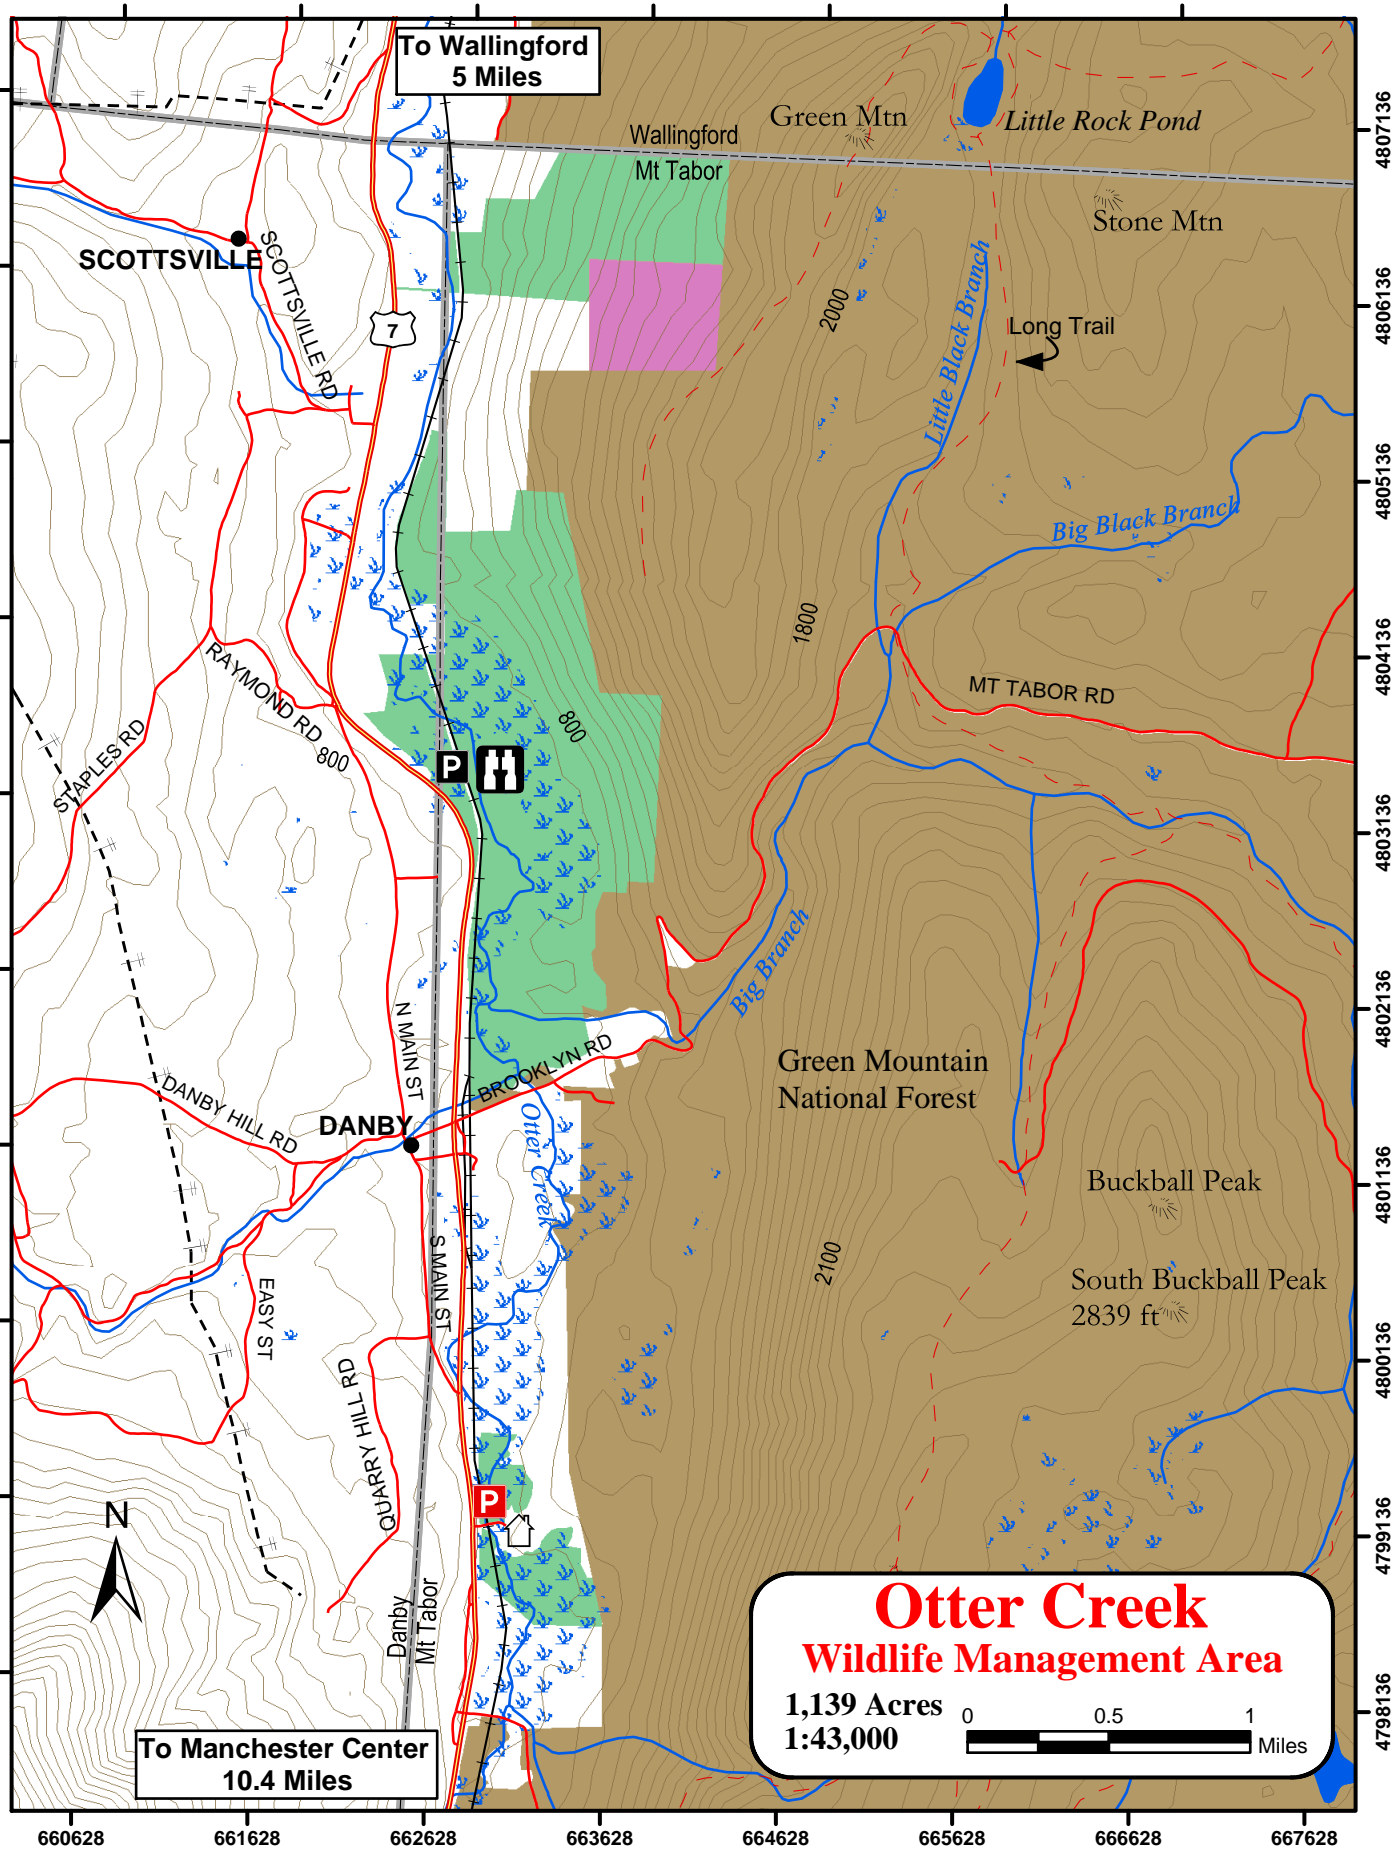 To Wallingford
5 Miles
Wallingford
Mt Tabor
Green Mtn
Little Rock Pond
Stone Mtn
SCOTTSVILLE
SCOTTSVILLE RD
7
2000
Little Black Branch
Long Trail
Big Black Branch
1800
MT TABOR RD
RAYMOND RD
800
800
STAPLES RD
P
Big Branch
N MAIN ST
BROOKLYN RD
Green Mountain
National Forest
DANBY HILL RD
DANBY
Otter Creek
Buckball Peak
S MAIN ST
2100
South Buckball Peak
2839 ft
EASY ST
QUARRY HILL RD
P
N
Danby
Mt Tabor
Otter Creek
Wildlife Management Area
1,139 Acres
1:43,000
0 0.5 1
Miles
To Manchester Center
10.4 Miles
4807136
4806136
4805136
4804136
4803136
4802136
4801136
4800136
4799136
4798136
660628 661628 662628 663628 664628 665628 666628 667628